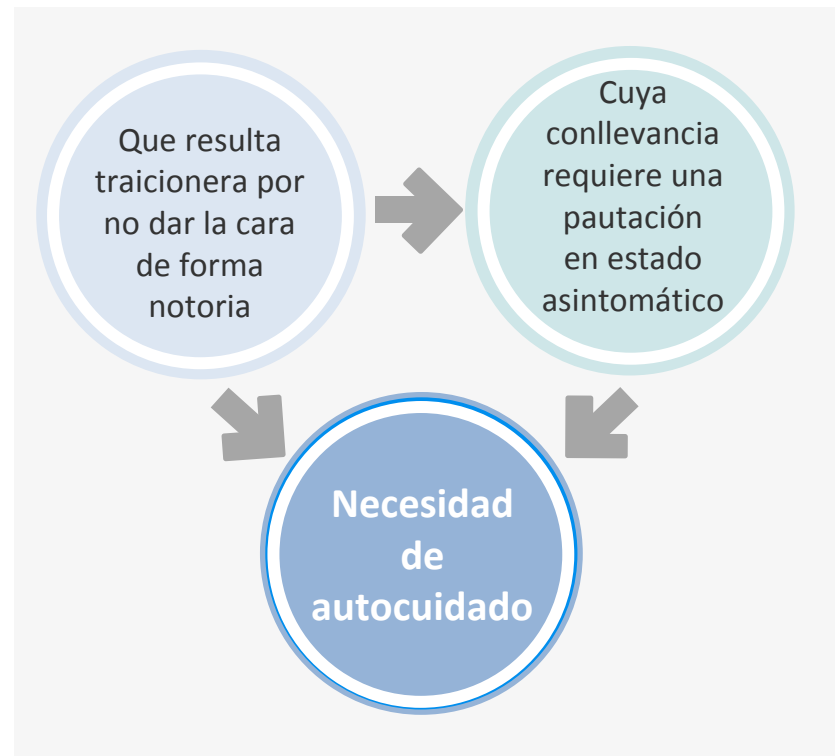 Que resulta
traicionera por
no dar la cara
de forma
notoria
Cuya
conllevancia
requiere una
pautación
en estado
asintomático
Necesidad
de
autocuidado